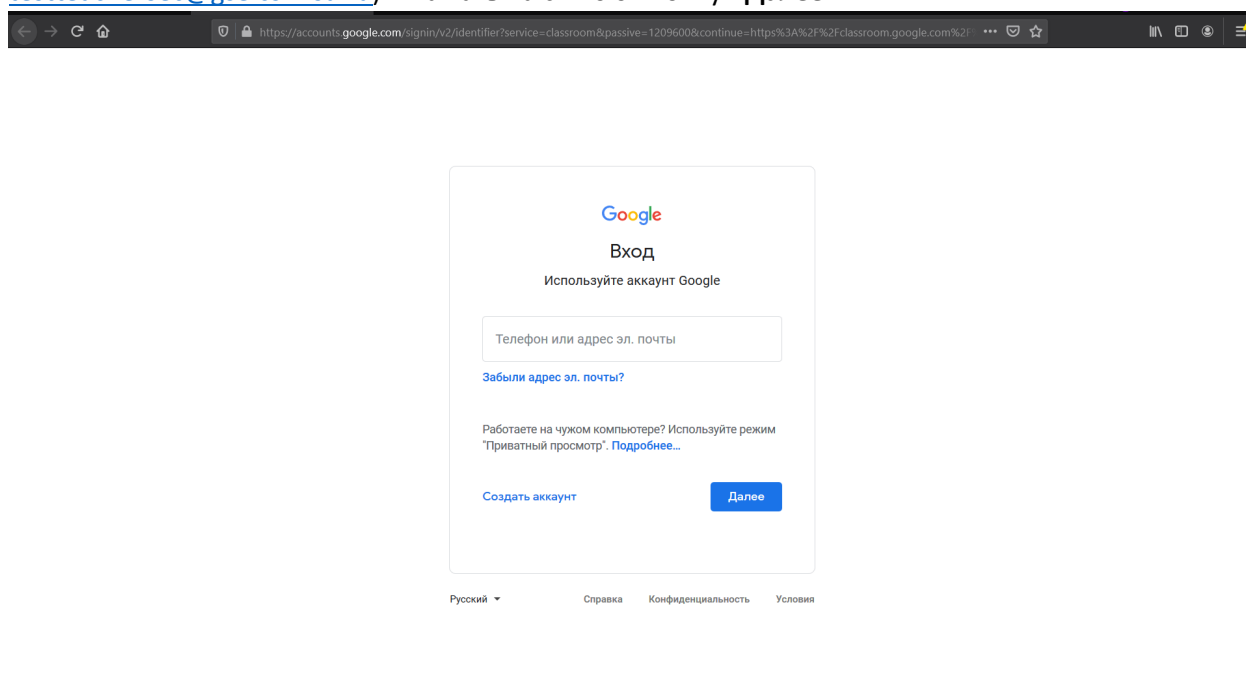 https://accounts.google.com/signin/v2/identifier?service=classroom&passive=1209600&continue=https%3A%2F%2Fclassroom.google.com%2F
Google
Вход
Используйте аккаунт Google
Телефон или адрес эл. почты
Забыли адрес эл. почты?
Работаете на чужом компьютере? Используйте режим
"Приватный просмотр". Подробнее...
Создать аккаунт
Далее
Русский
Справка Конфиденциальность Условия